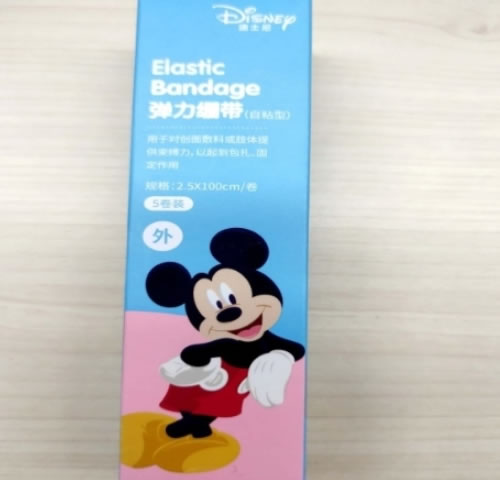 Disney
迪士尼
Elastic
Bandage
弹力绷带(自粘型)
用于对创面敷料或肢体提
供束缚力，以起到包扎、固
定作用
规格：2.5X100cm/卷
5卷装
外